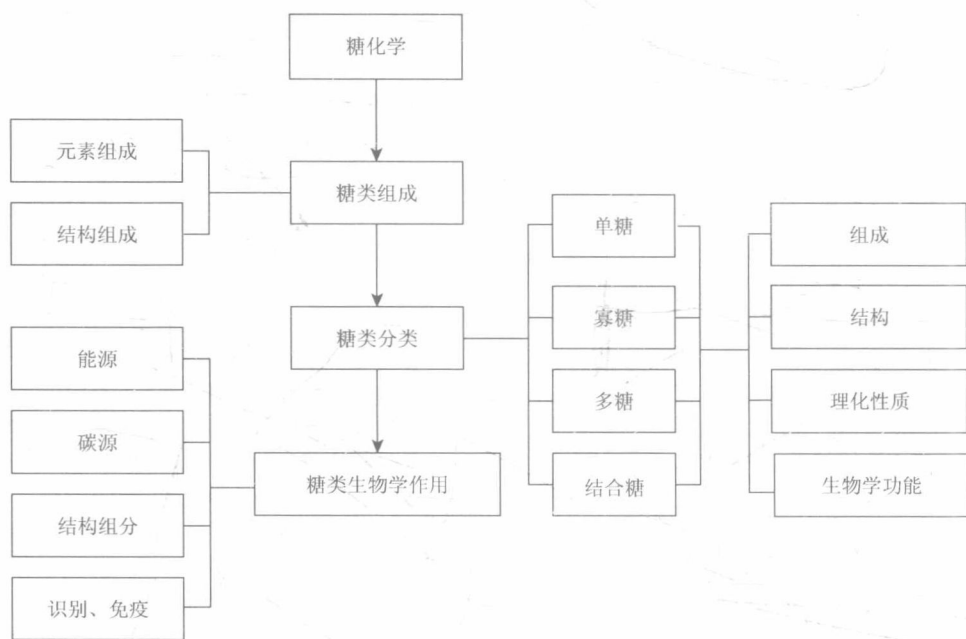 糖化学
元素组成
糖类组成
结构组成
单糖
组成
寡糖
结构
糖类分类
能源
多糖
理化性质
碳源
糖类生物学作用
结合糖
生物学功能
结构组分
识别、免疫